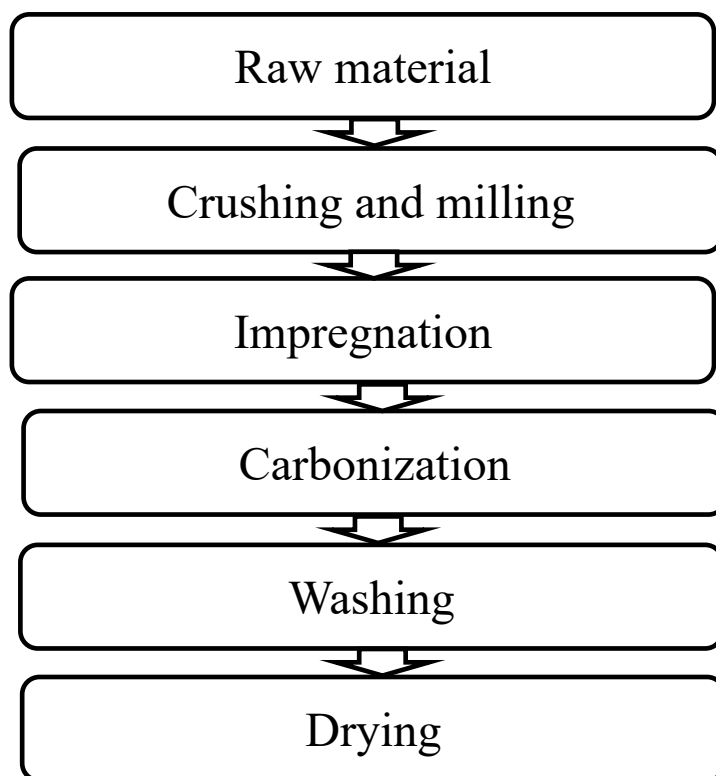 Raw material
Crushing and milling
Impregnation
Carbonization
Washing
Drying